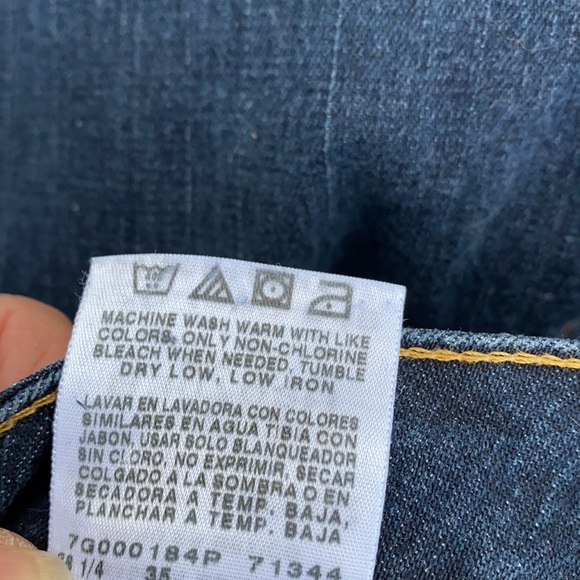 MACHINE WASH WARM WITH LIKE
COLORS, ONLY NON-CHLORINE
BLEACH WHEN NEEDED, TUMBLE
DRY LOW, LOW IRON
LAVAR EN LAVADORA CON COLORES
SIMILARES EN AGUA TIBIA CON
JABON, USAR SOLO BLANQUEADOR
SIN CLORO, NO EXPRIMIR, SECAR
COLGADO A LA SOMBRA O EN
SECADORA A TEMP. BAJA,
PLANCHAR A TEMP. BAJA
7G000184P 71344
1/4 35